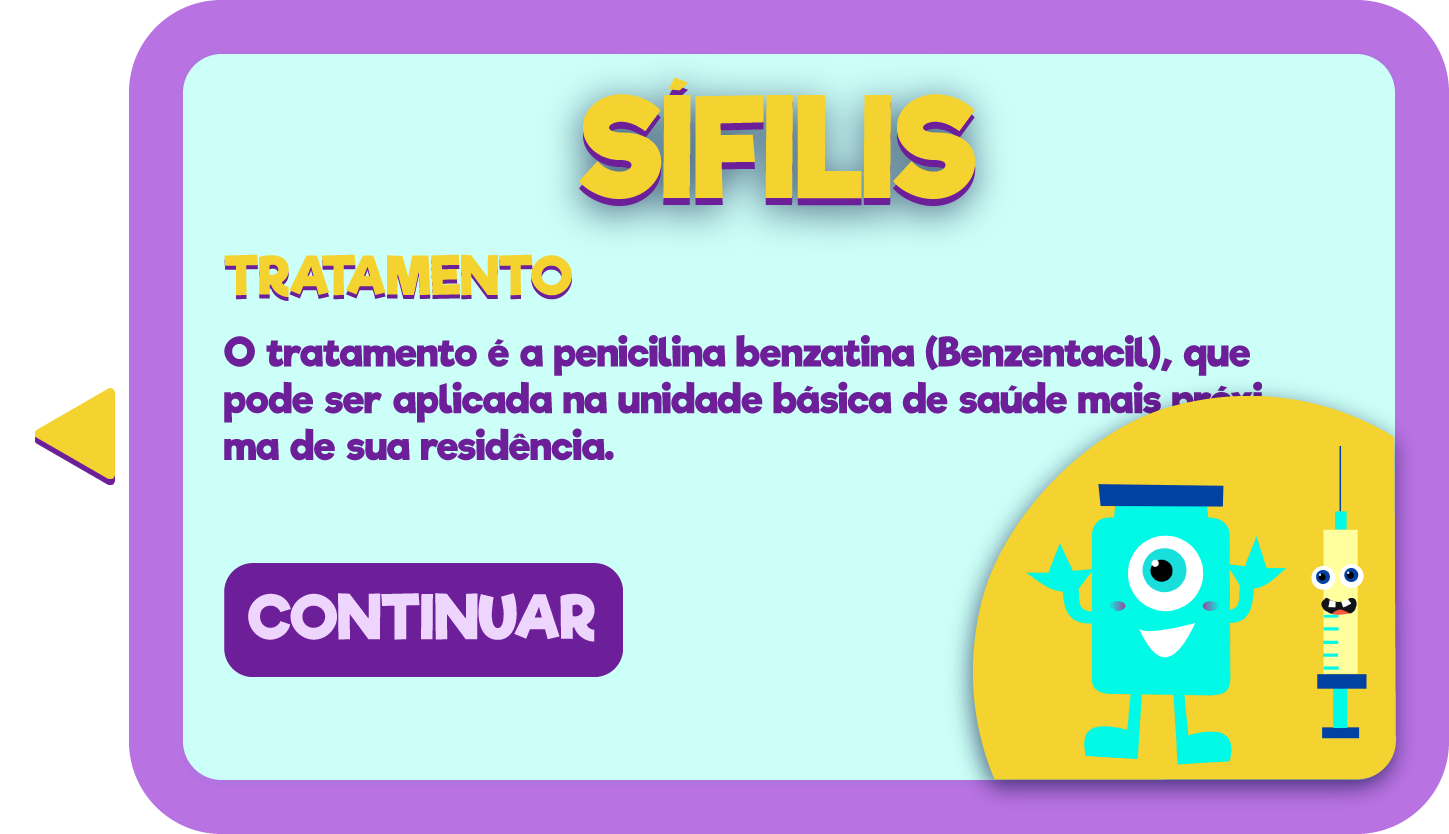 SÍFILIS
TRATAMENTO
O tratamento é a penicilina benzatina (Benzentacil), que
pode ser aplicada na unidade básica de saúde mais próxi
ma de sua residência.
CONTINUAR